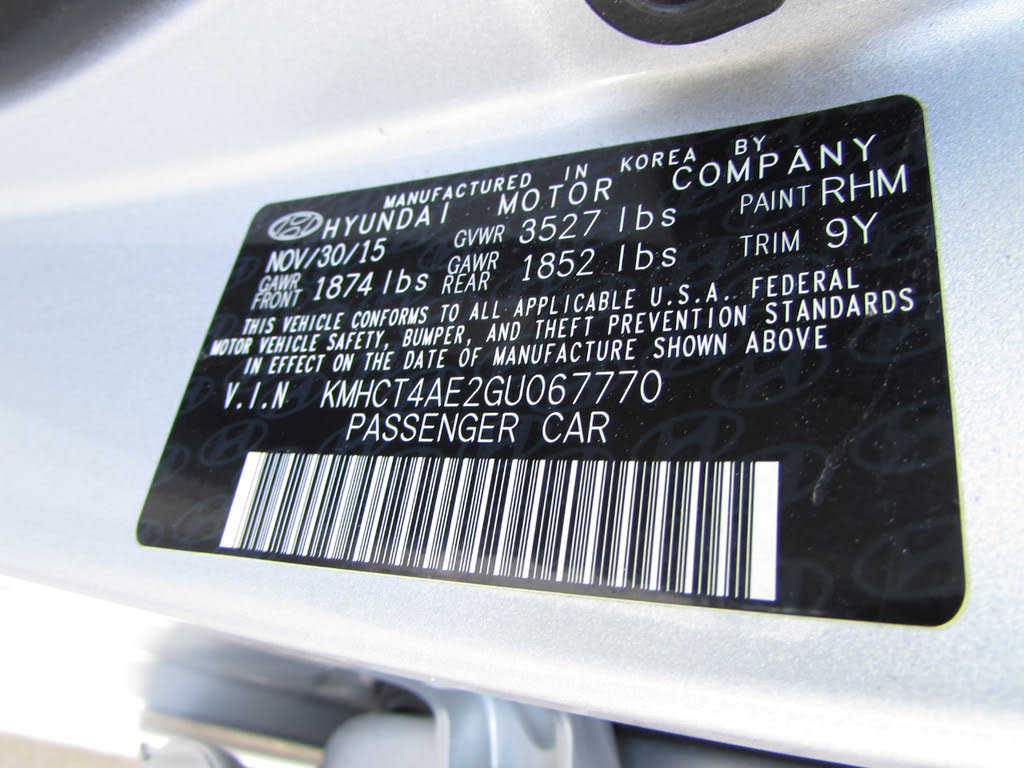 MANUFACTURED IN KOREA BY
HYUNDAI MOTOR COMPANY
NOV/30/15 GVWR 3527 lbs PAINT RHM
GAWR FRONT 1874 lbs GAWR REAR 1852 lbs TRIM 9Y
THIS VEHICLE CONFORMS TO ALL APPLICABLE U.S.A. FEDERAL
MOTOR VEHICLE SAFETY, BUMPER, AND THEFT PREVENTION STANDARDS
IN EFFECT ON THE DATE OF MANUFACTURE SHOWN ABOVE
V.I.N KMHCT4AE2GU067770
PASSENGER CAR